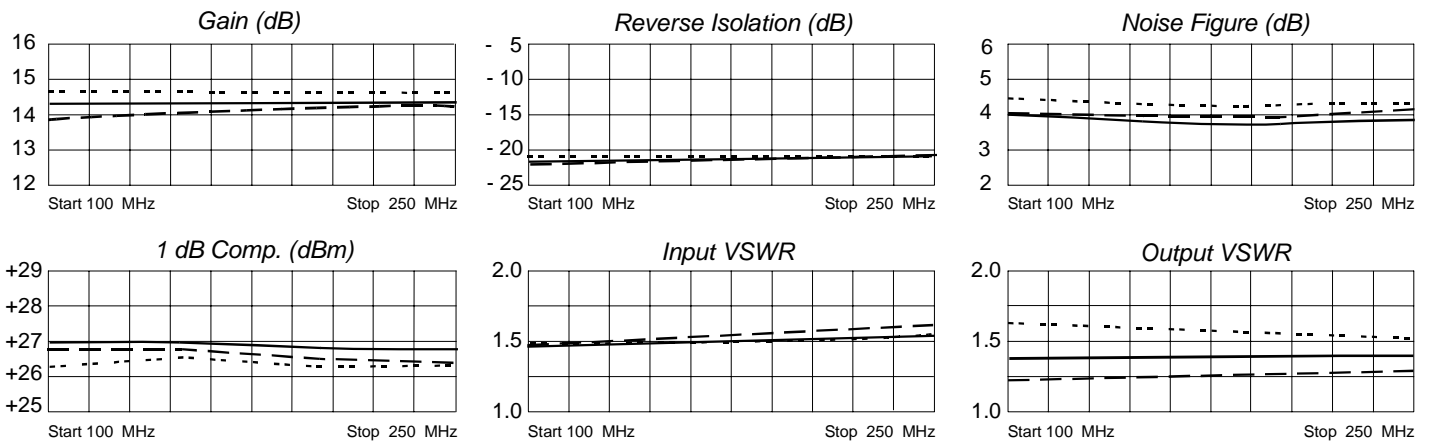 Gain (dB)
16
15
14
13
12
Start 100 MHz Stop 250 MHz
Reverse Isolation (dB)
- 5
- 10
- 15
- 20
- 25
Start 100 MHz Stop 250 MHz
Noise Figure (dB)
6
5
4
3
2
Start 100 MHz Stop 250 MHz
1 dB Comp. (dBm)
+29
+28
+27
+26
+25
Start 100 MHz Stop 250 MHz
Input VSWR
2.0
1.5
1.0
Start 100 MHz Stop 250 MHz
Output VSWR
2.0
1.5
1.0
Start 100 MHz Stop 250 MHz